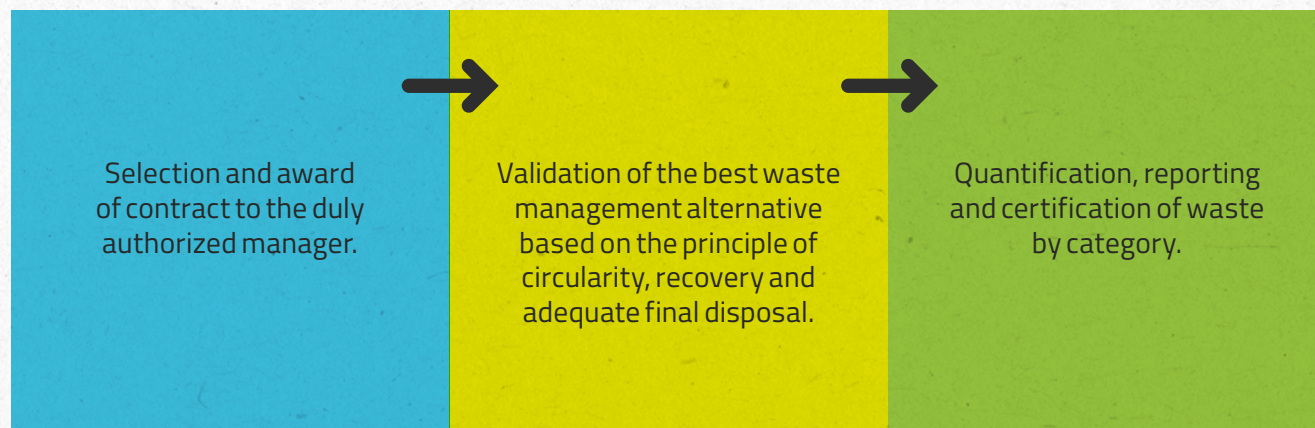 Selection and award
of contract to the duly
authorized manager.
Validation of the best waste
management alternative
based on the principle of
circularity, recovery and
adequate final disposal.
Quantification, reporting
and certification of waste
by category.